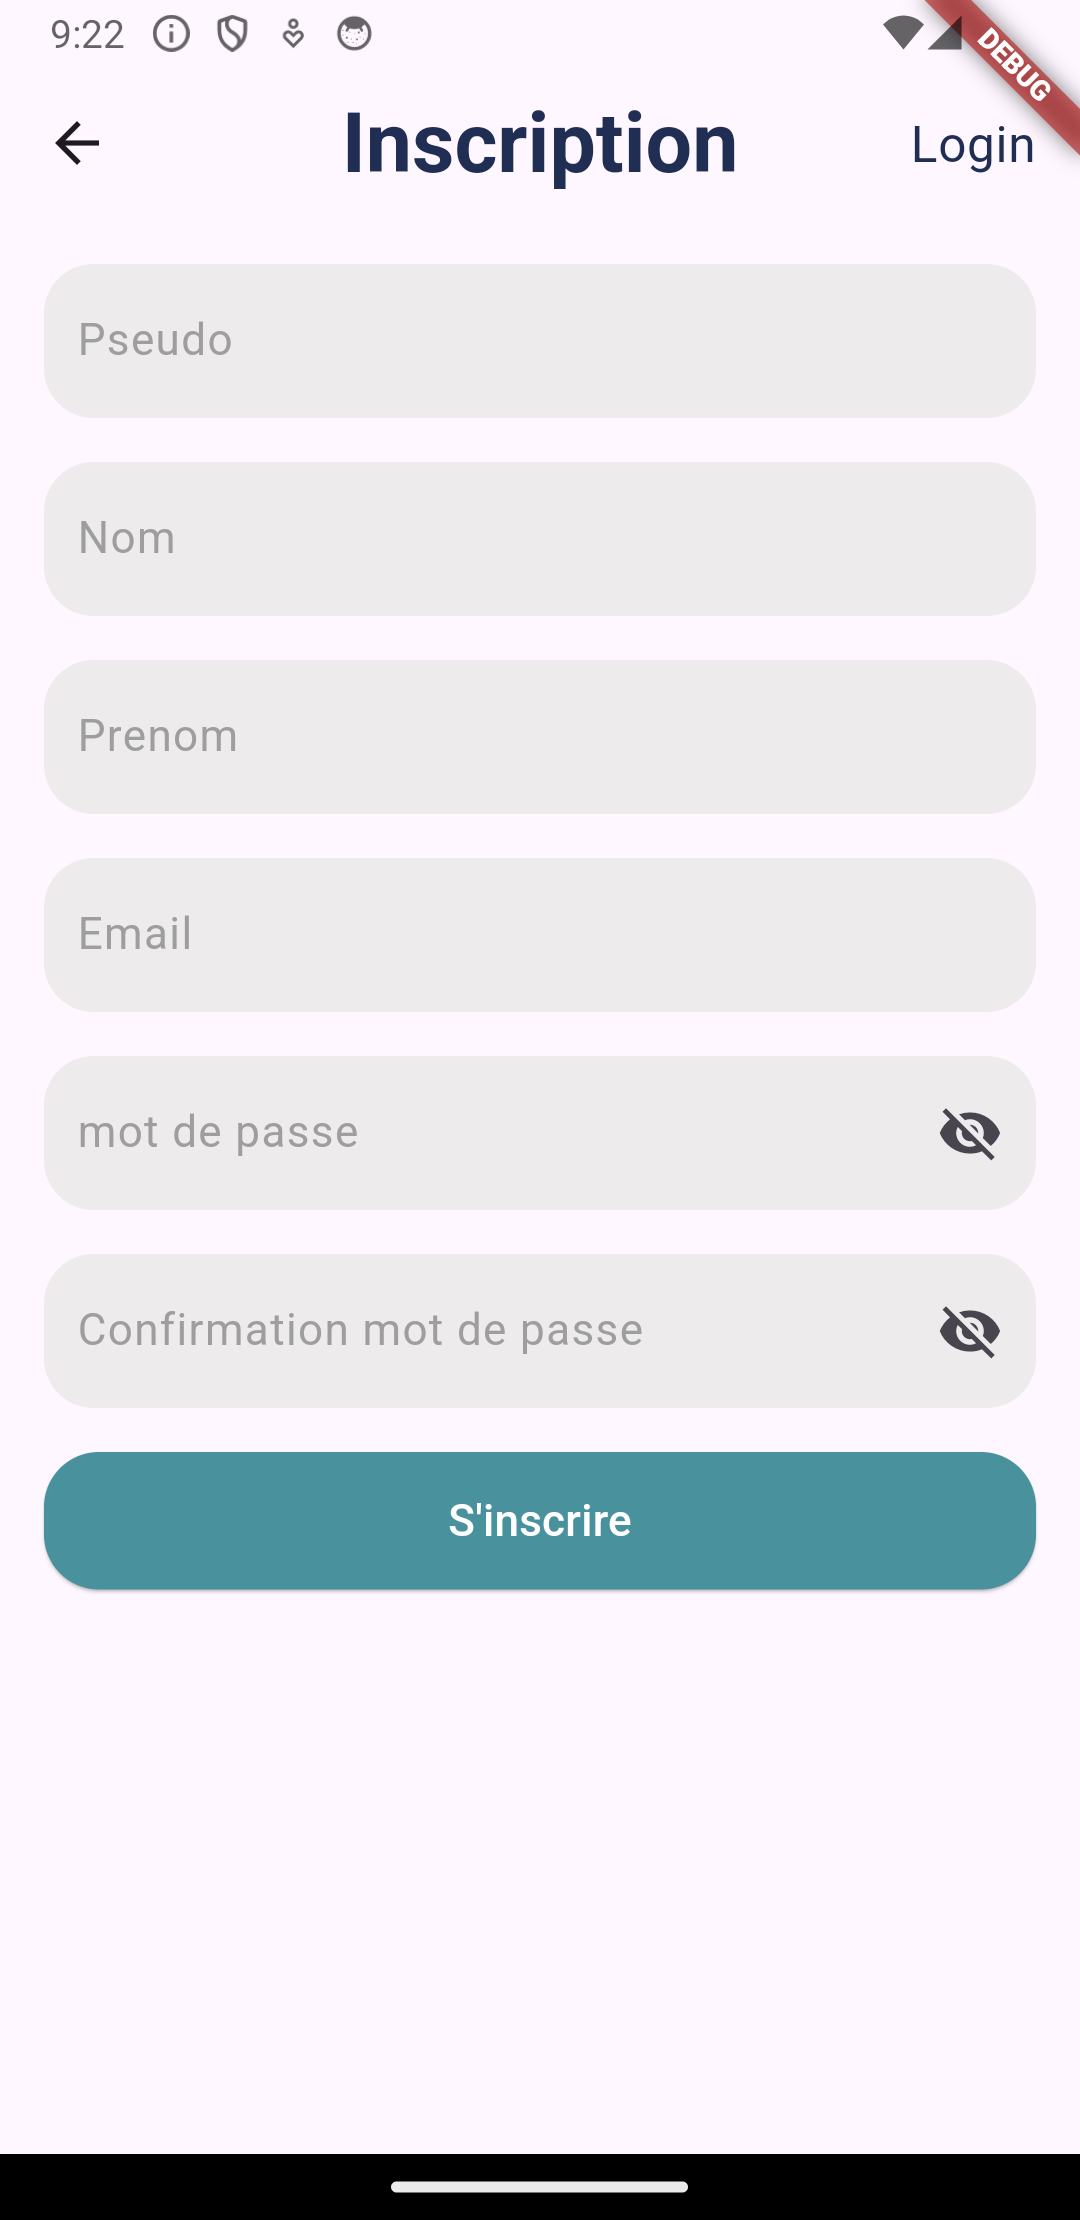 9:22
DEBUG
Inscription
Login
Pseudo
Nom
Prenom
Email
mot de passe
Confirmation mot de passe
S'inscrire